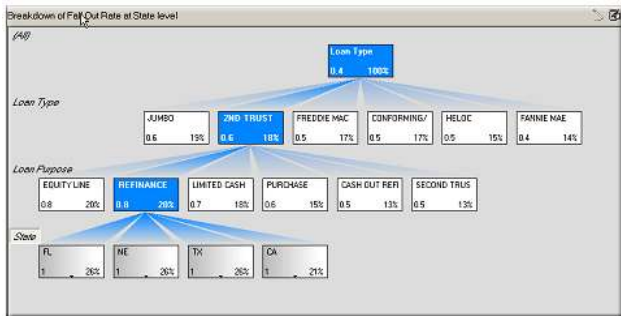 Breakdown of Fall Out Rate at State level
(All)
Loan Type
0.4 100%
Loan Type
JUMBO
0.6 19%
2ND TRUST
0.6 18%
FREDDIE MAC
0.5 17%
CONFORMING/
0.5 17%
HELOC
0.5 15%
FANNIE MAE
0.4 14%
Loan Purpose
EQUITY LINE
0.8 20%
REFINANCE
0.8 20%
LIMITED CASH
0.7 18%
PURCHASE
0.6 15%
CASH OUT REFI
0.5 13%
SECOND TRUS
0.5 13%
State
FL
1 26%
NE
1 26%
TX
1 26%
CA
1 21%